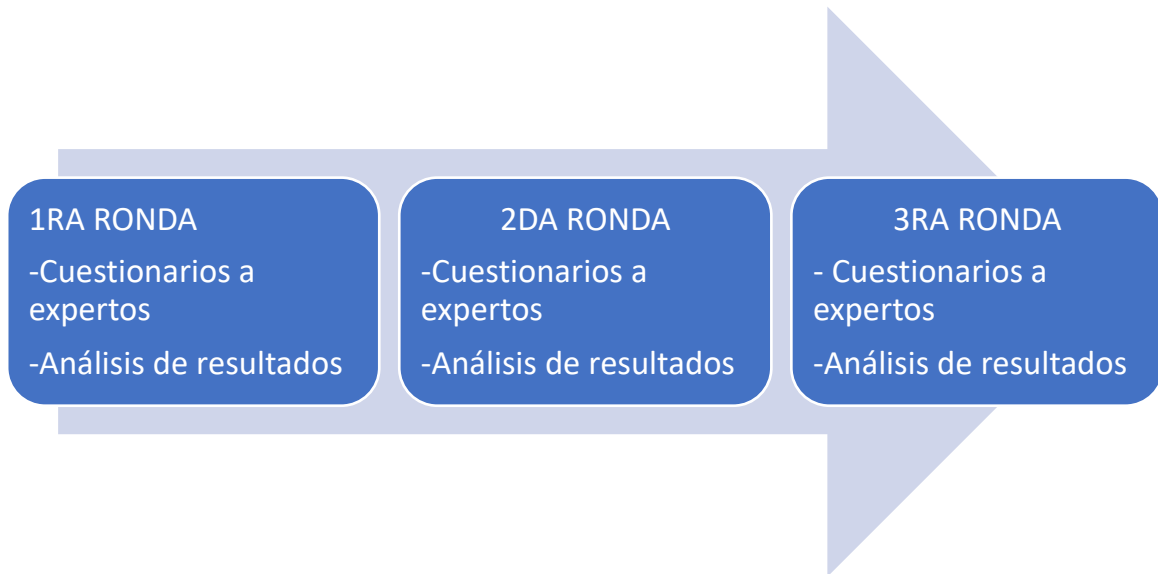 1RA RONDA
-Cuestionarios a
expertos
-Análisis de resultados
2DA RONDA
-Cuestionarios a
expertos
-Análisis de resultados
3RA RONDA
- Cuestionarios a
expertos
-Análisis de resultados